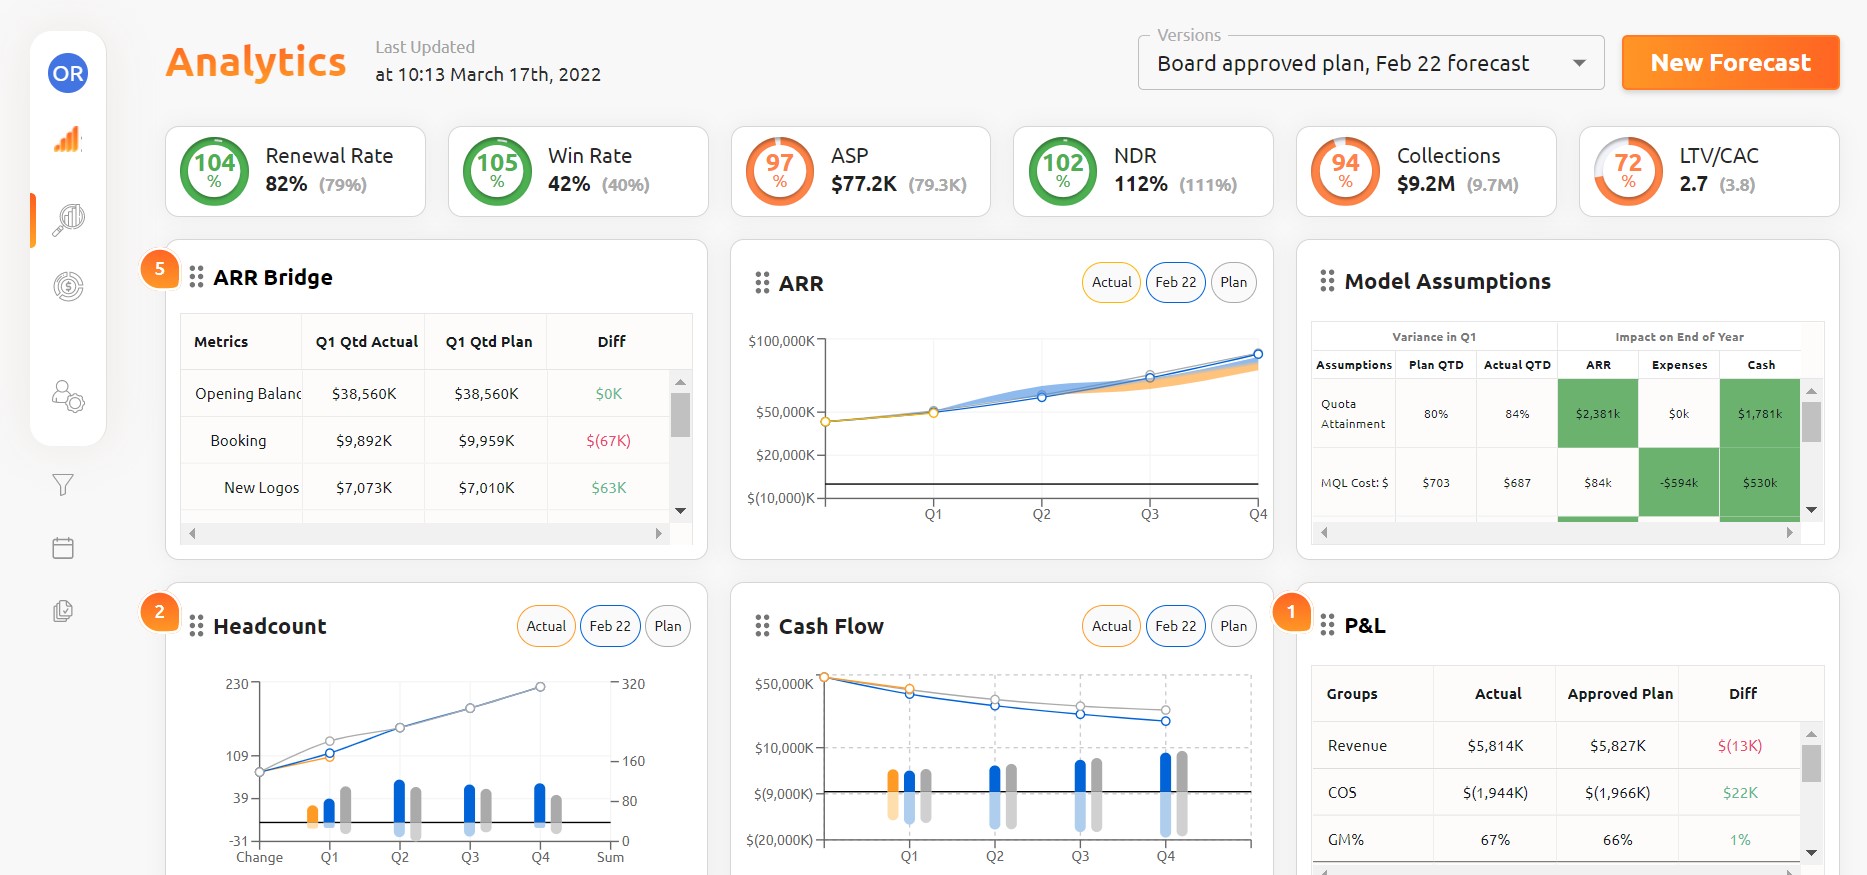 OR
Analytics
Last Updated
at 10:13 March 17th, 2022
Versions
Board approved plan, Feb 22 forecast
New Forecast
104
%
Renewal Rate
82% (79%)
105
%
Win Rate
42% (40%)
97
%
ASP
$77.2K (79.3K)
102
%
NDR
112% (111%)
94
%
Collections
$9.2M (9.7M)
72
%
LTV/CAC
2.7 (3.8)
5
ARR Bridge
Metrics Q1 Qtd Actual Q1 Qtd Plan Diff
Opening Balanc $38,560K $38,560K $0K
Booking $9,892K $9,959K $(67K)
New Logos $7,073K $7,010K $63K
ARR
Actual Feb 22 Plan
$100,000K
$50,000K
$20,000K
$(10,000)K
Q1 Q2 Q3 Q4
Model Assumptions
Variance in Q1 Impact on End of Year
Assumptions Plan QTD Actual QTD ARR Expenses Cash
Quota
Attainment 80% 84% $2,381k $0k $1,781k
MQL Cost: $ $703 $687 $84k -$594k $530k
2
Headcount
Actual Feb 22 Plan
230 320
109 160
39 80
-31 0
Change Q1 Q2 Q3 Q4 Sum
Cash Flow
Actual Feb 22 Plan
$50,000K
$10,000K
$(9,000K)
$(20,000K)
Q1 Q2 Q3 Q4
1
P&L
Groups Actual Approved Plan Diff
Revenue $5,814K $5,827K $(13K)
COS $(1,944K) $(1,966K) $22K
GM% 67% 66% 1%